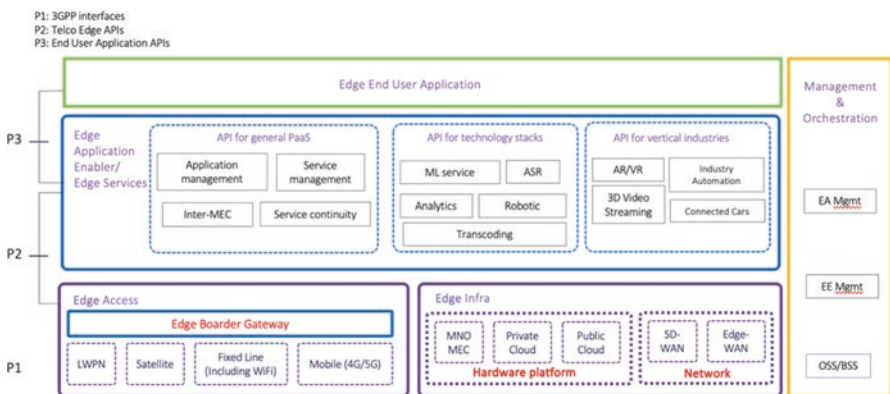 P1: 3GPP interfaces
P2: Telco Edge APIs
P3: End User Application APIs
Edge End User Application
Management
&
Orchestration
P3
Edge
Application
Enabler/
Edge Services
API for general PaaS
Application
management
Service
management
Inter-MEC
Service continuity
API for technology stacks
ML service
ASR
Analytics
Robotic
Transcoding
API for vertical industries
AR/VR
Industry
Automation
3D Video
Streaming
Connected Cars
EA Mgmt
P2
EE Mgmt
Edge Access
Edge Boarder Gateway
LWPN
Satellite
Fixed Line
(Including WiFi)
Mobile (4G/5G)
Edge Infra
MNO
MEC
Private
Cloud
Public
Cloud
Hardware platform
SD-
WAN
Edge-
WAN
Network
P1
OSS/BSS